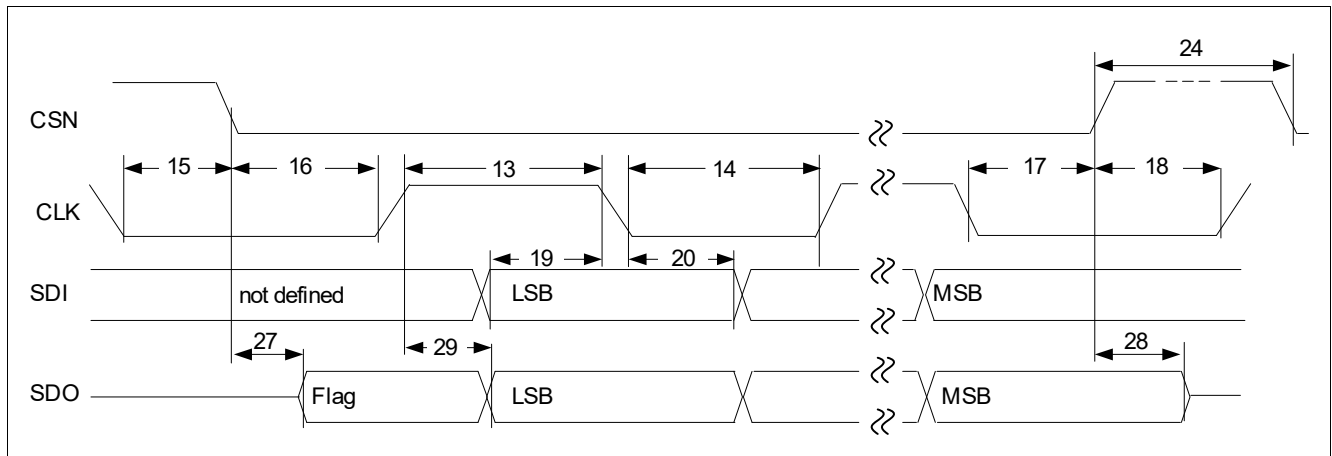 24
CSN
15 16 13 14 17 18
CLK
19 20
SDI not defined LSB MSB
27 29 28
SDO Flag LSB MSB